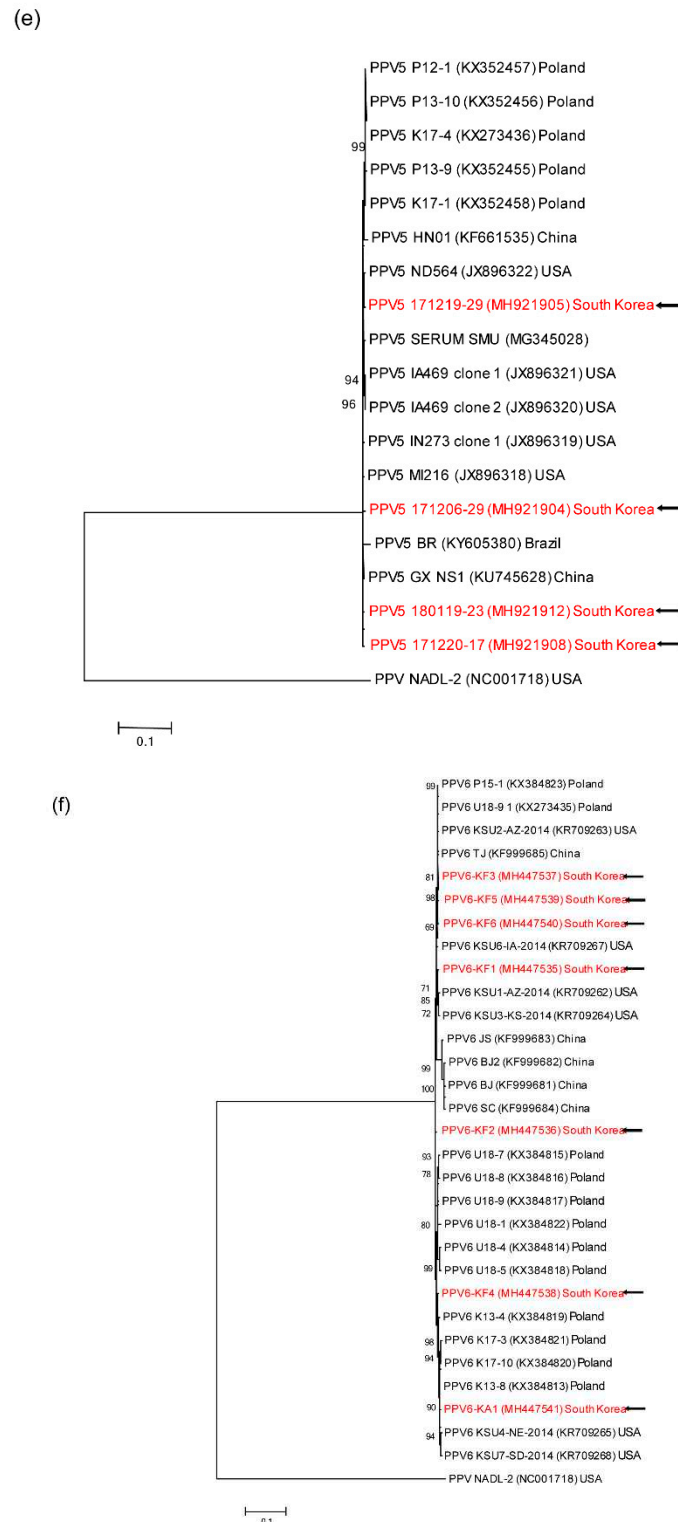 (e)
PPV5 P12-1 (KX352457) Poland
PPV5 P13-10 (KX352456) Poland
PPV5 K17-4 (KX273436) Poland
99
PPV5 P13-9 (KX352455) Poland
PPV5 K17-1 (KX352458) Poland
PPV5 HN01 (KF661535) China
PPV5 ND564 (JX896322) USA
PPV5 171219-29 (MH921905) South Korea
PPV5 SERUM SMU (MG345028)
PPV5 IA469 clone 1 (JX896321) USA
94
PPV5 IA469 clone 2 (JX896320) USA
96
PPV5 IN273 clone 1 (JX896319) USA
PPV5 MI216 (JX896318) USA
PPV5 171206-29 (MH921904) South Korea
PPV5 BR (KY605380) Brazil
PPV5 GX NS1 (KU745628) China
PPV5 180119-23 (MH921912) South Korea
PPV5 171220-17 (MH921908) South Korea
PPV NADL-2 (NC001718) USA
0.1
(f)
99
PPV6 P15-1 (KX384823) Poland
PPV6 U18-9 1 (KX273435) Poland
PPV6 KSU2-AZ-2014 (KR709263) USA
PPV6 TJ (KF999685) China
81
PPV6-KF3 (MH447537) South Korea
98
PPV6-KF5 (MH447539) South Korea
69
PPV6-KF6 (MH447540) South Korea
PPV6 KSU6-IA-2014 (KR709267) USA
PPV6-KF1 (MH447535) South Korea
71
PPV6 KSU1-AZ-2014 (KR709262) USA
85
72
PPV6 KSU3-KS-2014 (KR709264) USA
PPV6 JS (KF999683) China
99
PPV6 BJ2 (KF999682) China
100
PPV6 BJ (KF999681) China
PPV6 SC (KF999684) China
PPV6-KF2 (MH447536) South Korea
93
PPV6 U18-7 (KX384815) Poland
78
PPV6 U18-8 (KX384816) Poland
PPV6 U18-9 (KX384817) Poland
80
PPV6 U18-1 (KX384822) Poland
PPV6 U18-4 (KX384814) Poland
99
PPV6 U18-5 (KX384818) Poland
PPV6-KF4 (MH447538) South Korea
PPV6 K13-4 (KX384819) Poland
98
PPV6 K17-3 (KX384821) Poland
94
PPV6 K17-10 (KX384820) Poland
PPV6 K13-8 (KX384813) Poland
90
PPV6-KA1 (MH447541) South Korea
94
PPV6 KSU4-NE-2014 (KR709265) USA
PPV6 KSU7-SD-2014 (KR709268) USA
PPV NADL-2 (NC001718) USA
0.1